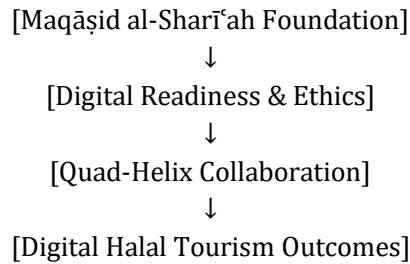 [Maqāṣid al-Sharīʿah Foundation]
↓
[Digital Readiness & Ethics]
↓
[Quad-Helix Collaboration]
↓
[Digital Halal Tourism Outcomes]